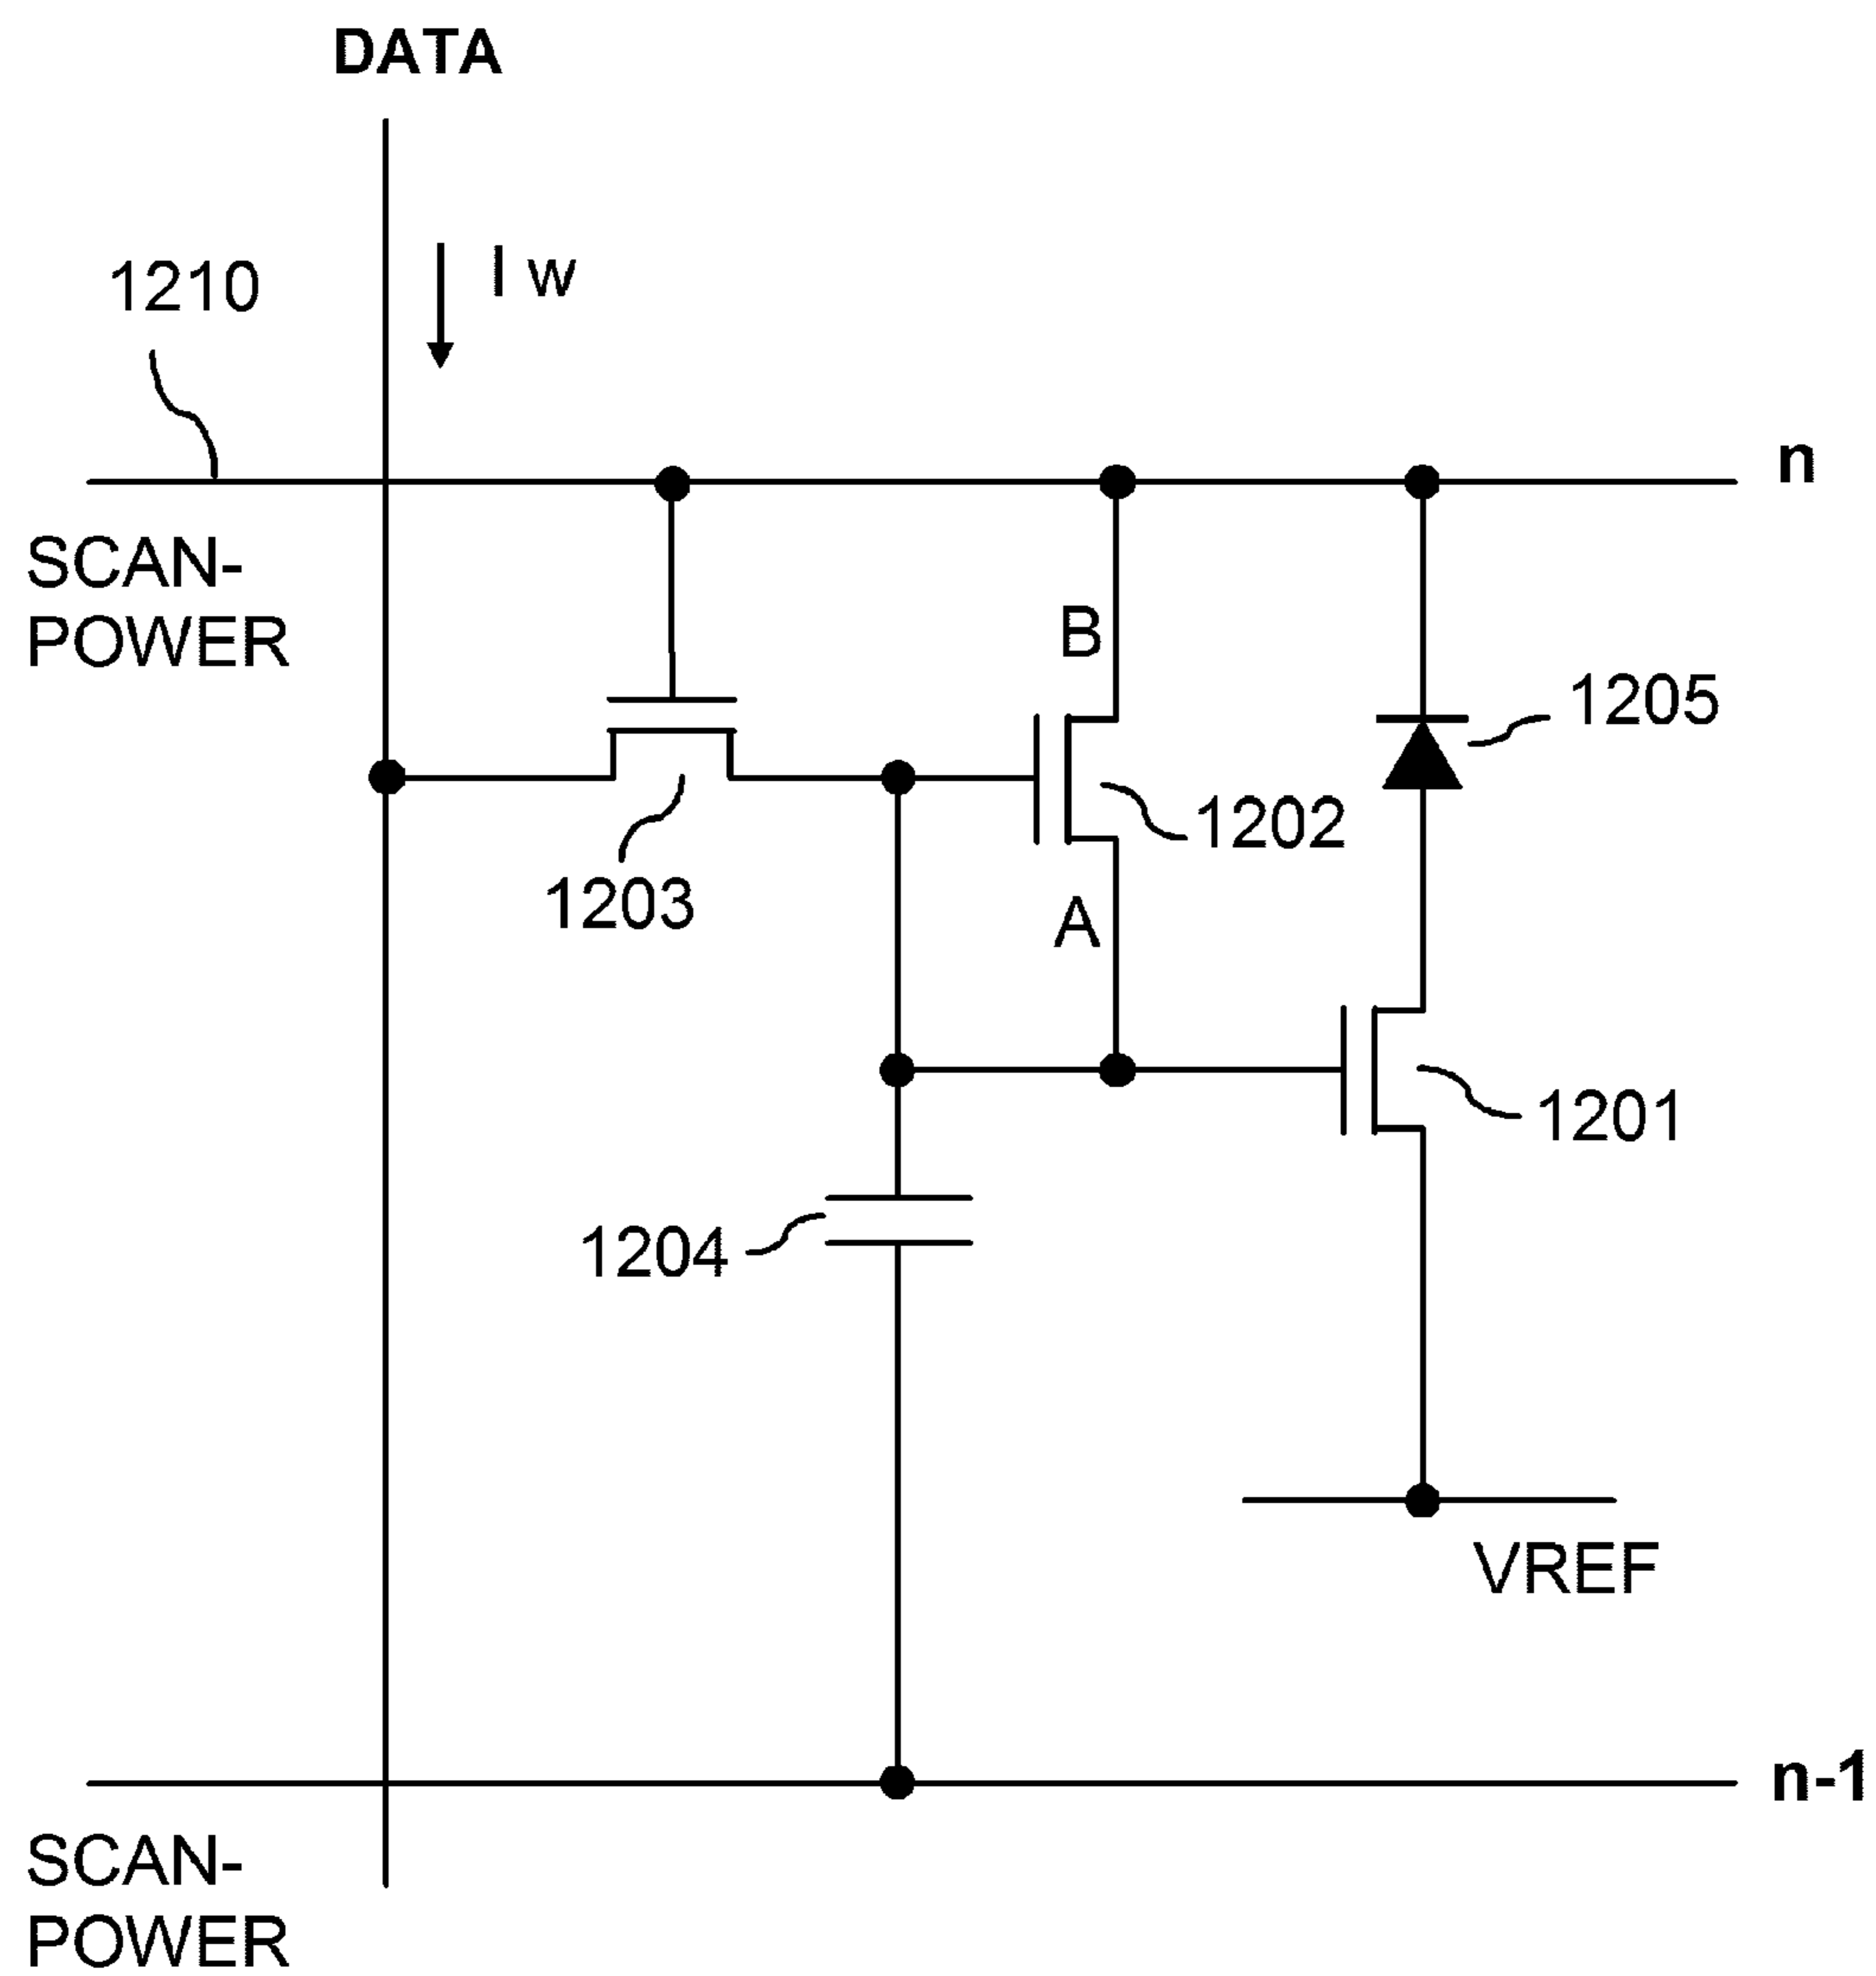 DATA
I w
1210
n
SCAN-
POWER
B
1205
1202
1203
A
1201
1204
VREF
n-1
SCAN-
POWER